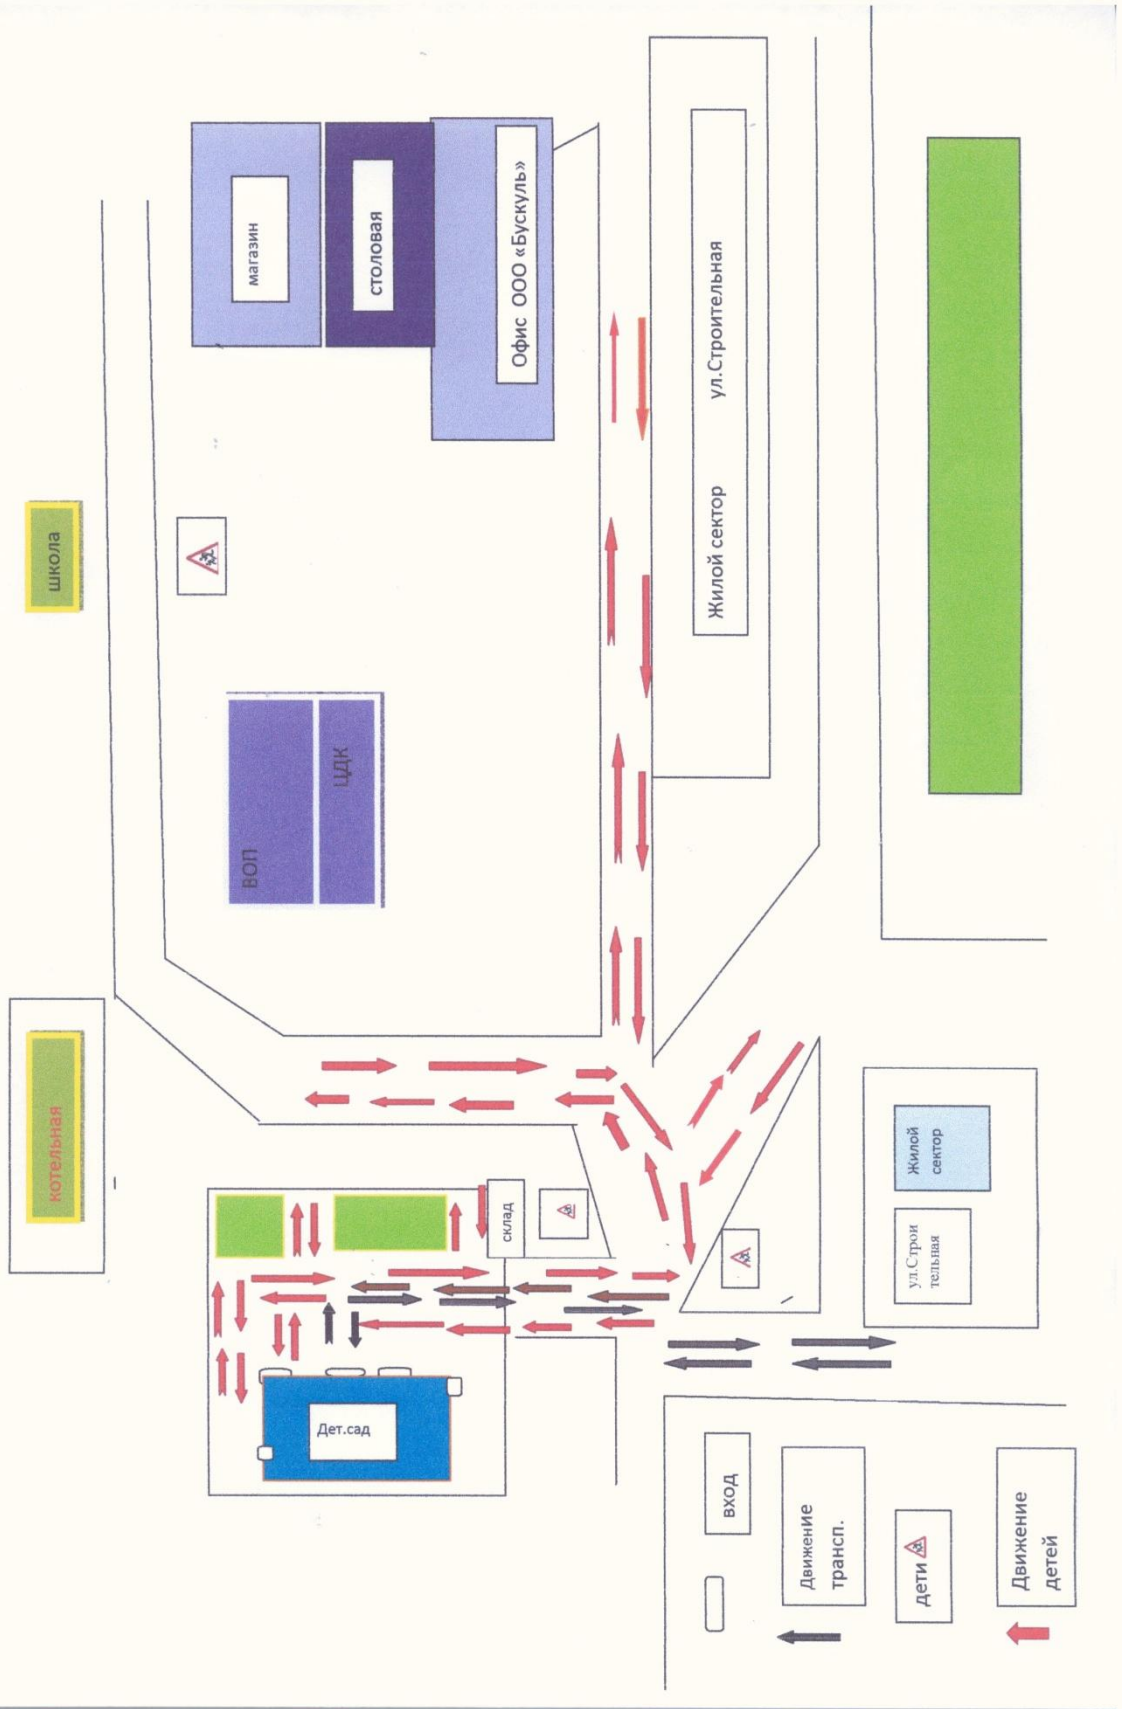 школа
котельная
магазин
столовая
Офис ООО «Бускуль»
ВОП
ЦДК
Жилой сектор ул.Строительная
склад
Дет.сад
Жилой
сектор
ул.Строи
тельная
вход
Движение
трансп.
дети
Движение
детей